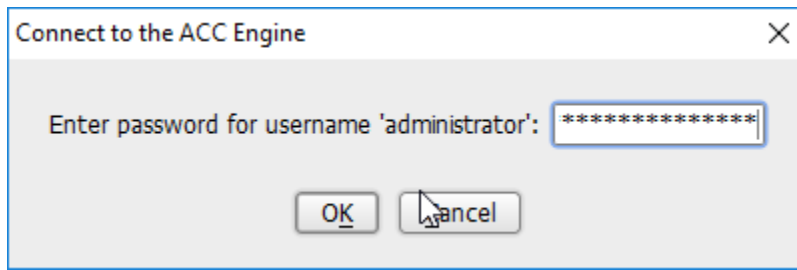 Connect to the ACC Engine
Enter password for username 'administrator': **************
OK
Cancel